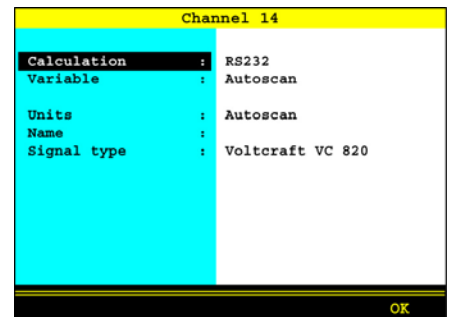 Channel 14
Calculation : RS232
Variable : Autoscan
Units : Autoscan
Name :
Signal type : Voltcraft VC 820
OK